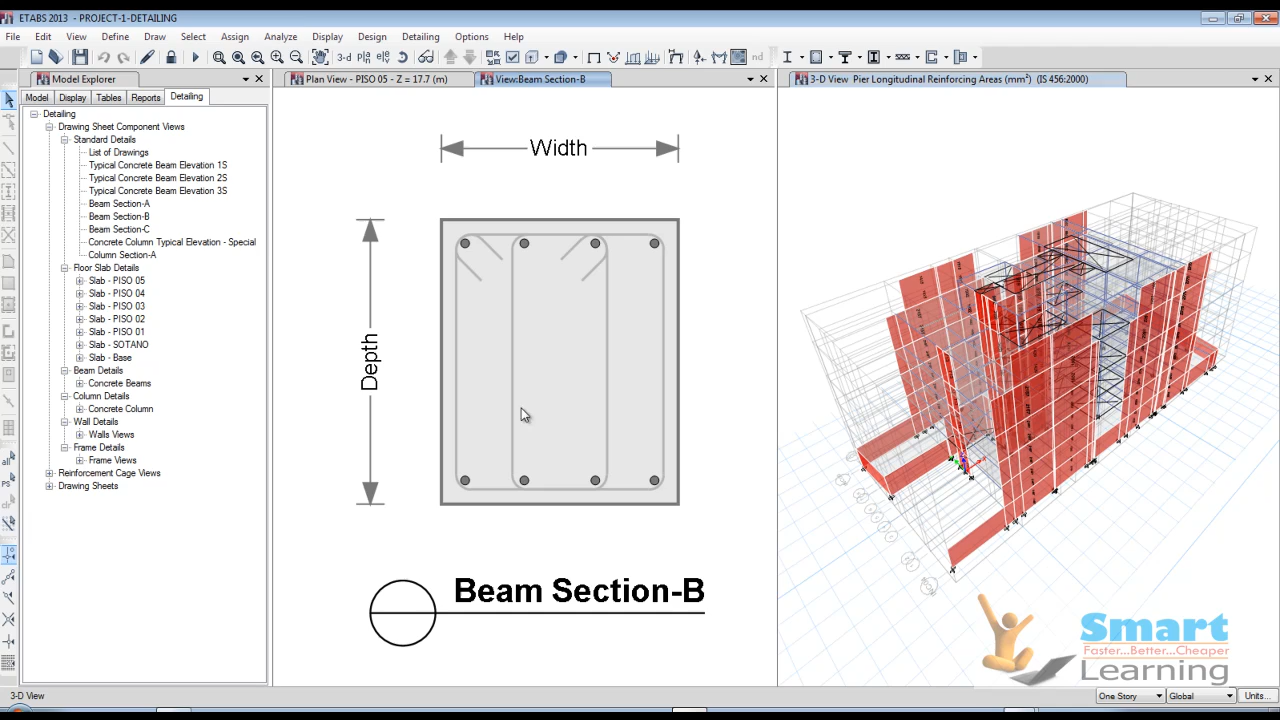 ETABS 2013 - PROJECT-1-DETAILING
File Edit View Define Draw Select Assign Analyze Display Design Detailing Options Help
3-d
nd
Model Explorer
Plan View - PISO 05 - Z = 17.7 (m)
View:Beam Section-B
3-D View Pier Longitudinal Reinforcing Areas (mm²) (IS 456:2000)
Model Display Tables Reports Detailing
Detailing
Drawing Sheet Component Views
Standard Details
List of Drawings
Typical Concrete Beam Elevation 1S
Typical Concrete Beam Elevation 2S
Typical Concrete Beam Elevation 3S
Beam Section-A
Beam Section-B
Beam Section-C
Concrete Column Typical Elevation - Special
Column Section-A
Floor Slab Details
Slab - PISO 05
Slab - PISO 04
Slab - PISO 03
Slab - PISO 02
Slab - PISO 01
Slab - SOTANO
Slab - Base
Beam Details
Concrete Beams
Column Details
Concrete Column
Wall Details
Walls Views
Frame Details
Frame Views
Reinforcement Cage Views
Drawing Sheets
all
ps
dr
Width
Depth
Beam Section-B
Smart
Faster...Better...Cheaper
Learning
3-D View
One Story
Global
Units...